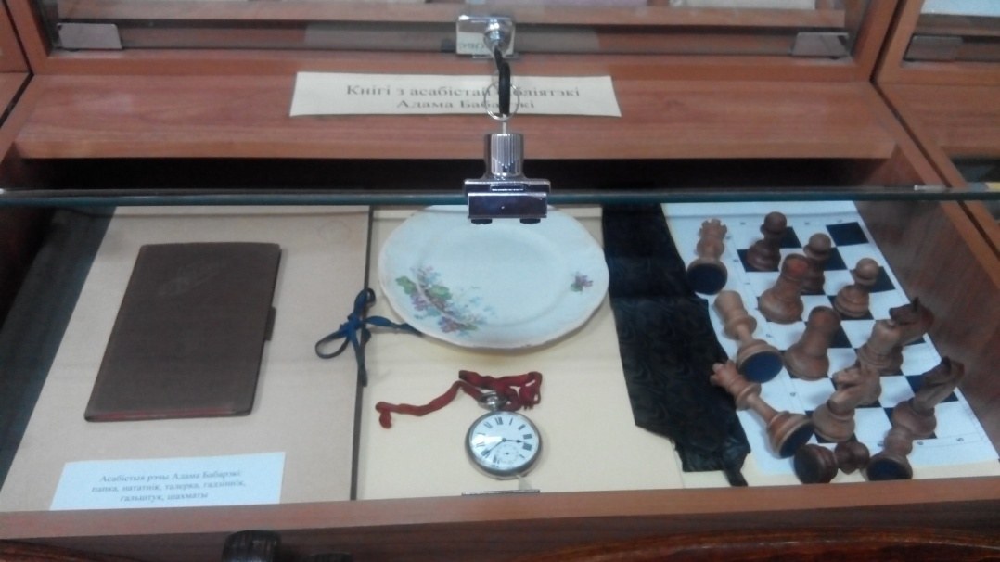 Кнігі з асабістай
Адама
Асабістыя рэчы Адама Бабарэкі:
папка, нататнік, талерка, гадзіннік,
гальштук, шахматы